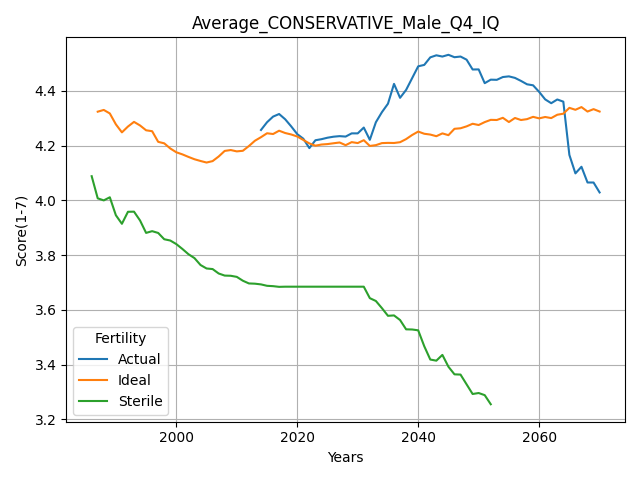 Average_CONSERVATIVE_Male_Q4_IQ
Score(1-7)
4.4
4.2
4.0
3.8
3.6
3.4
3.2
Fertility
Actual
Ideal
Sterile
2000
2020
2040
2060
Years